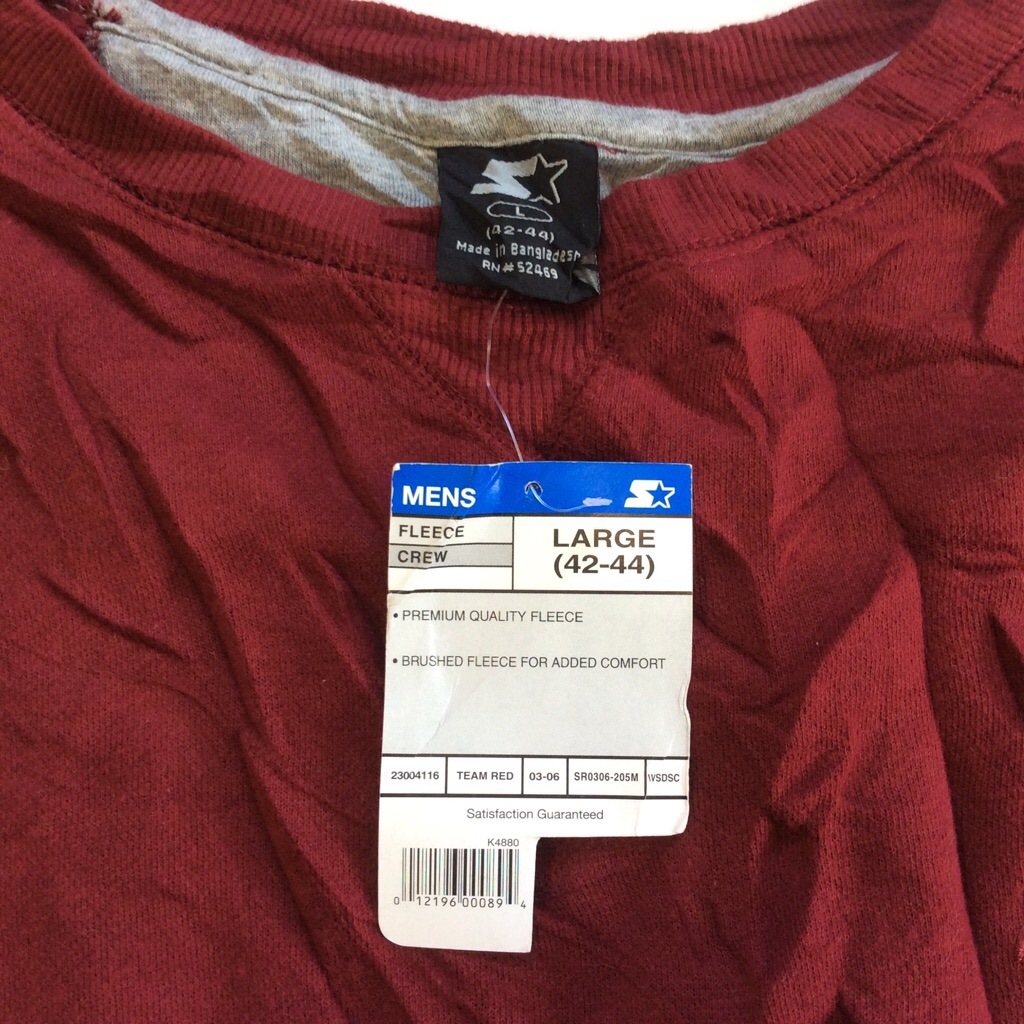 L
(42-44)
Made in Bangladesh
RN# 52469
MENS
FLEECE
CREW
LARGE
(42-44)
• PREMIUM QUALITY FLEECE
• BRUSHED FLEECE FOR ADDED COMFORT
23004116 TEAM RED 03-06 SR0306-205M WSDSC
Satisfaction Guaranteed
K4880
0 12196 00089 4